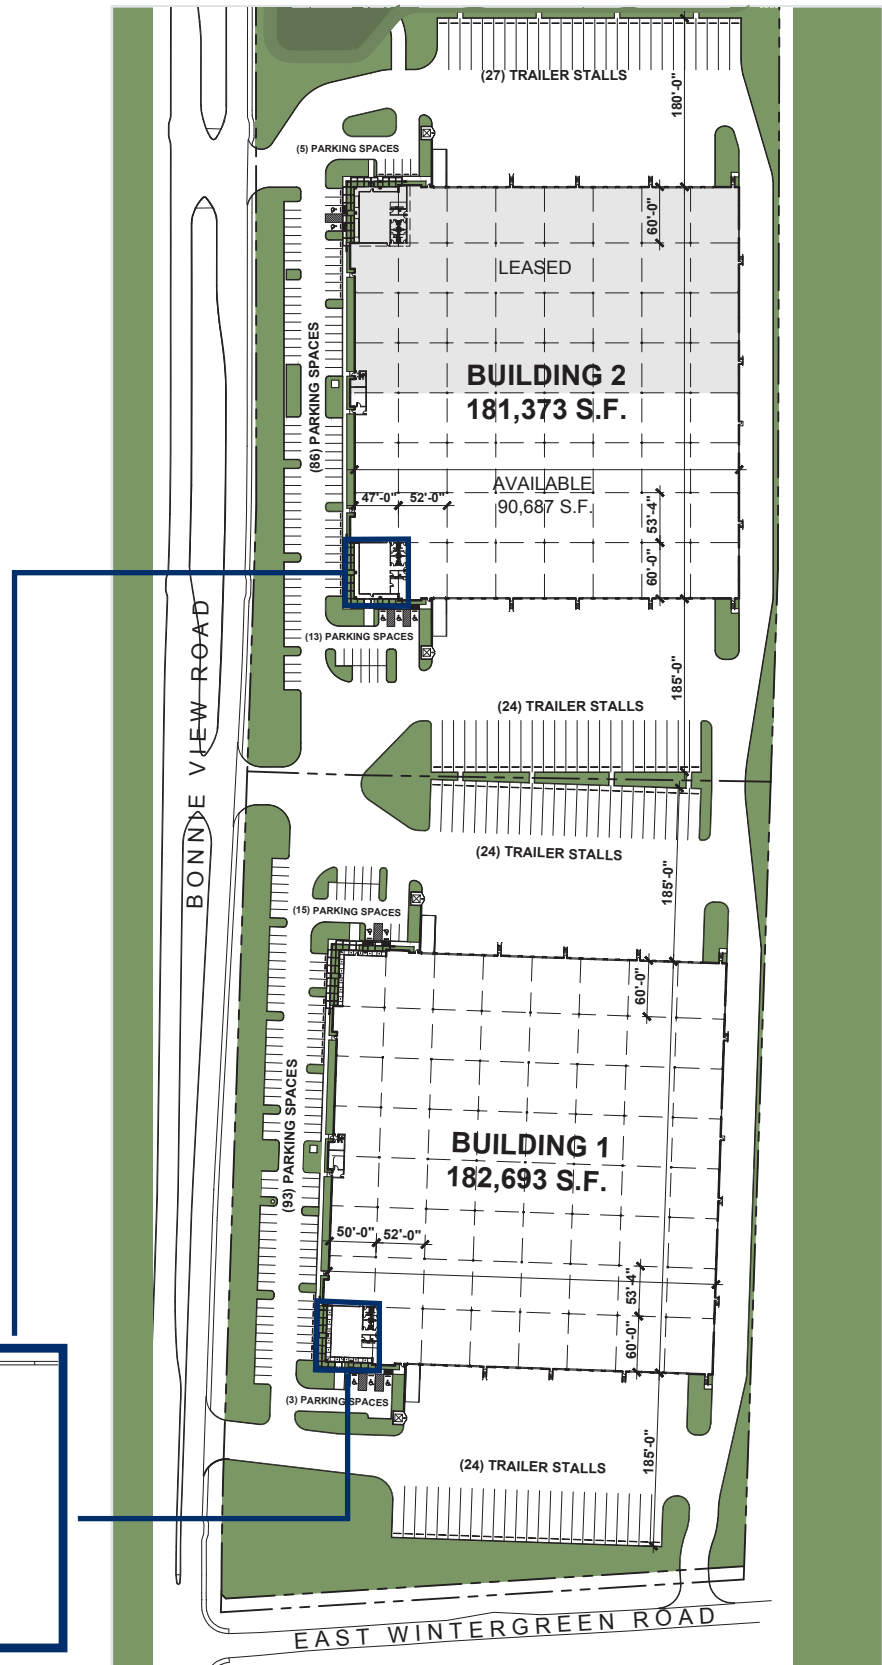 (27) TRAILER STALLS
180'-0"
(5) PARKING SPACES
60'-0"
LEASED
(86) PARKING SPACES
BUILDING 2
181,373 S.F.
AVAILABLE
90,687 S.F.
47'-0"
52'-0"
53'-4"
60'-0"
(13) PARKING SPACES
185'-0"
(24) TRAILER STALLS
BONNIE VIEW ROAD
(24) TRAILER STALLS
185'-0"
(15) PARKING SPACES
60'-0"
(93) PARKING SPACES
BUILDING 1
182,693 S.F.
50'-0"
52'-0"
53'-4"
60'-0"
(3) PARKING SPACES
185'-0"
(24) TRAILER STALLS
EAST WINTERGREEN ROAD